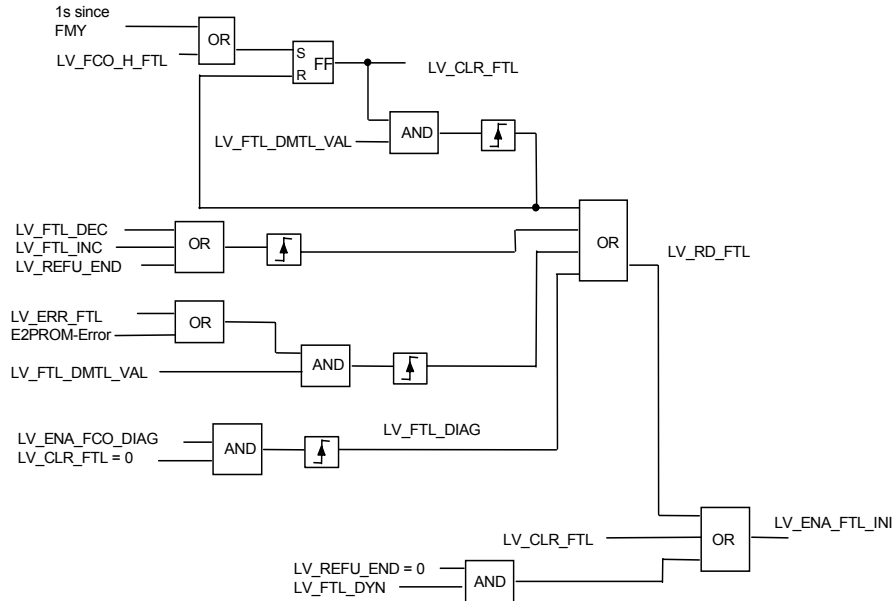 1s since
FMY
OR
LV_FCO_H_FTL
S
R
FF
LV_CLR_FTL
AND
LV_FTL_DMTL_VAL
LV_FTL_DEC
LV_FTL_INC
LV_REFU_END
OR
OR
LV_RD_FTL
LV_ERR_FTL
E2PROM-Error
OR
LV_FTL_DMTL_VAL
AND
LV_ENA_FCO_DIAG
LV_CLR_FTL = 0
AND
LV_FTL_DIAG
LV_CLR_FTL
OR
LV_ENA_FTL_INI
LV_REFU_END = 0
LV_FTL_DYN
AND